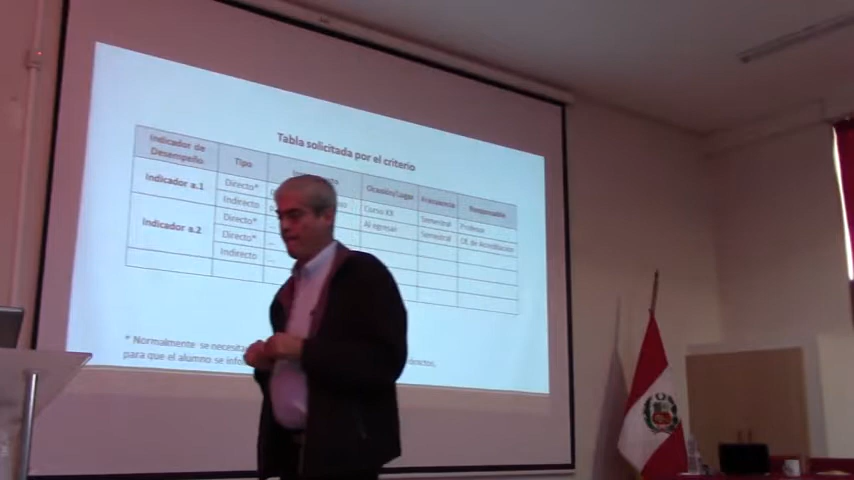 Tabla solicitada por el criterio
Indicador de Desempeño Tipo Ocasión/Lugar Frecuencia Responsable
Indicador a.1 Directo* Curso XX Semestral Profesor
Indirecto Al egresar Semestral Of. de Acreditación
Indicador a.2 Directo*
Directo* ...
Indirecto ...
* Normalmente se necesita
para que el alumno se directos.